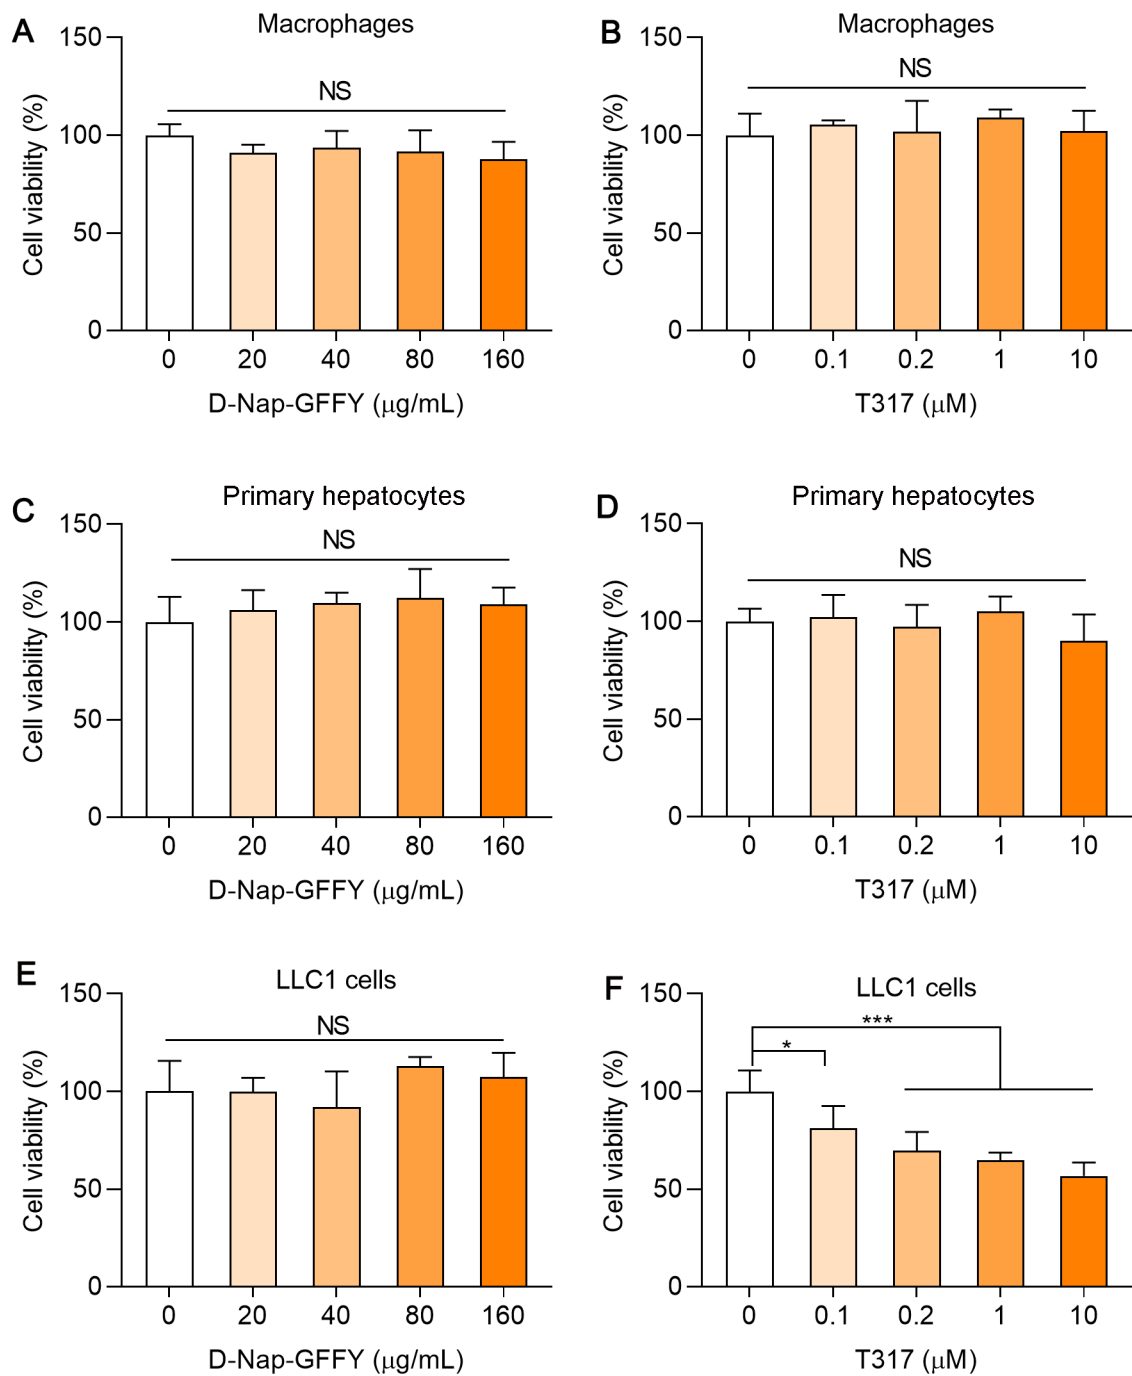 A
Macrophages
150
100
50
0
Cell viability (%)
NS
0 20 40 80 160
D-Nap-GFFY (μg/mL)
B
Macrophages
150
100
50
0
Cell viability (%)
NS
0 0.1 0.2 1 10
T317 (μM)
C
Primary hepatocytes
150
100
50
0
Cell viability (%)
NS
0 20 40 80 160
D-Nap-GFFY (μg/mL)
D
Primary hepatocytes
150
100
50
0
Cell viability (%)
NS
0 0.1 0.2 1 10
T317 (μM)
E
LLC1 cells
150
100
50
0
Cell viability (%)
NS
0 20 40 80 160
D-Nap-GFFY (μg/mL)
F
LLC1 cells
150
100
50
0
Cell viability (%)
***
*
0 0.1 0.2 1 10
T317 (μM)